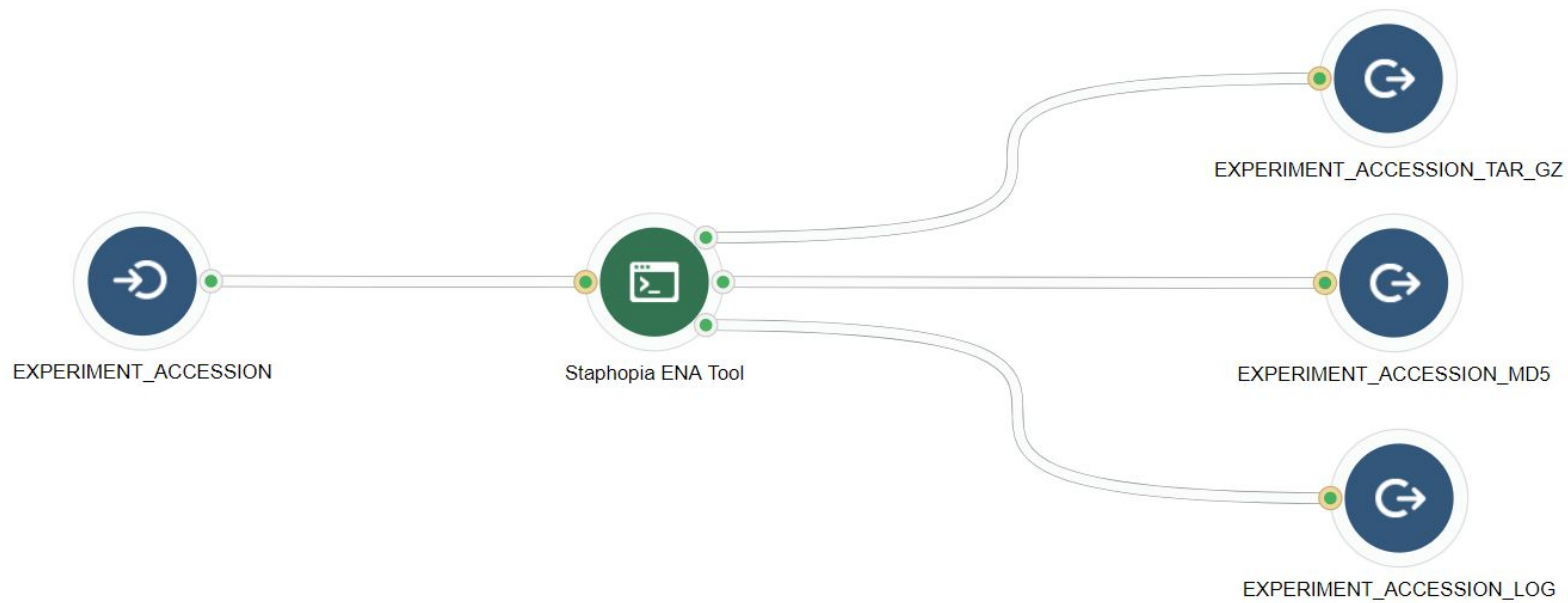 EXPERIMENT_ACCESSION_TAR_GZ
EXPERIMENT_ACCESSION
Staphopia ENA Tool
EXPERIMENT_ACCESSION_MD5
EXPERIMENT_ACCESSION_LOG